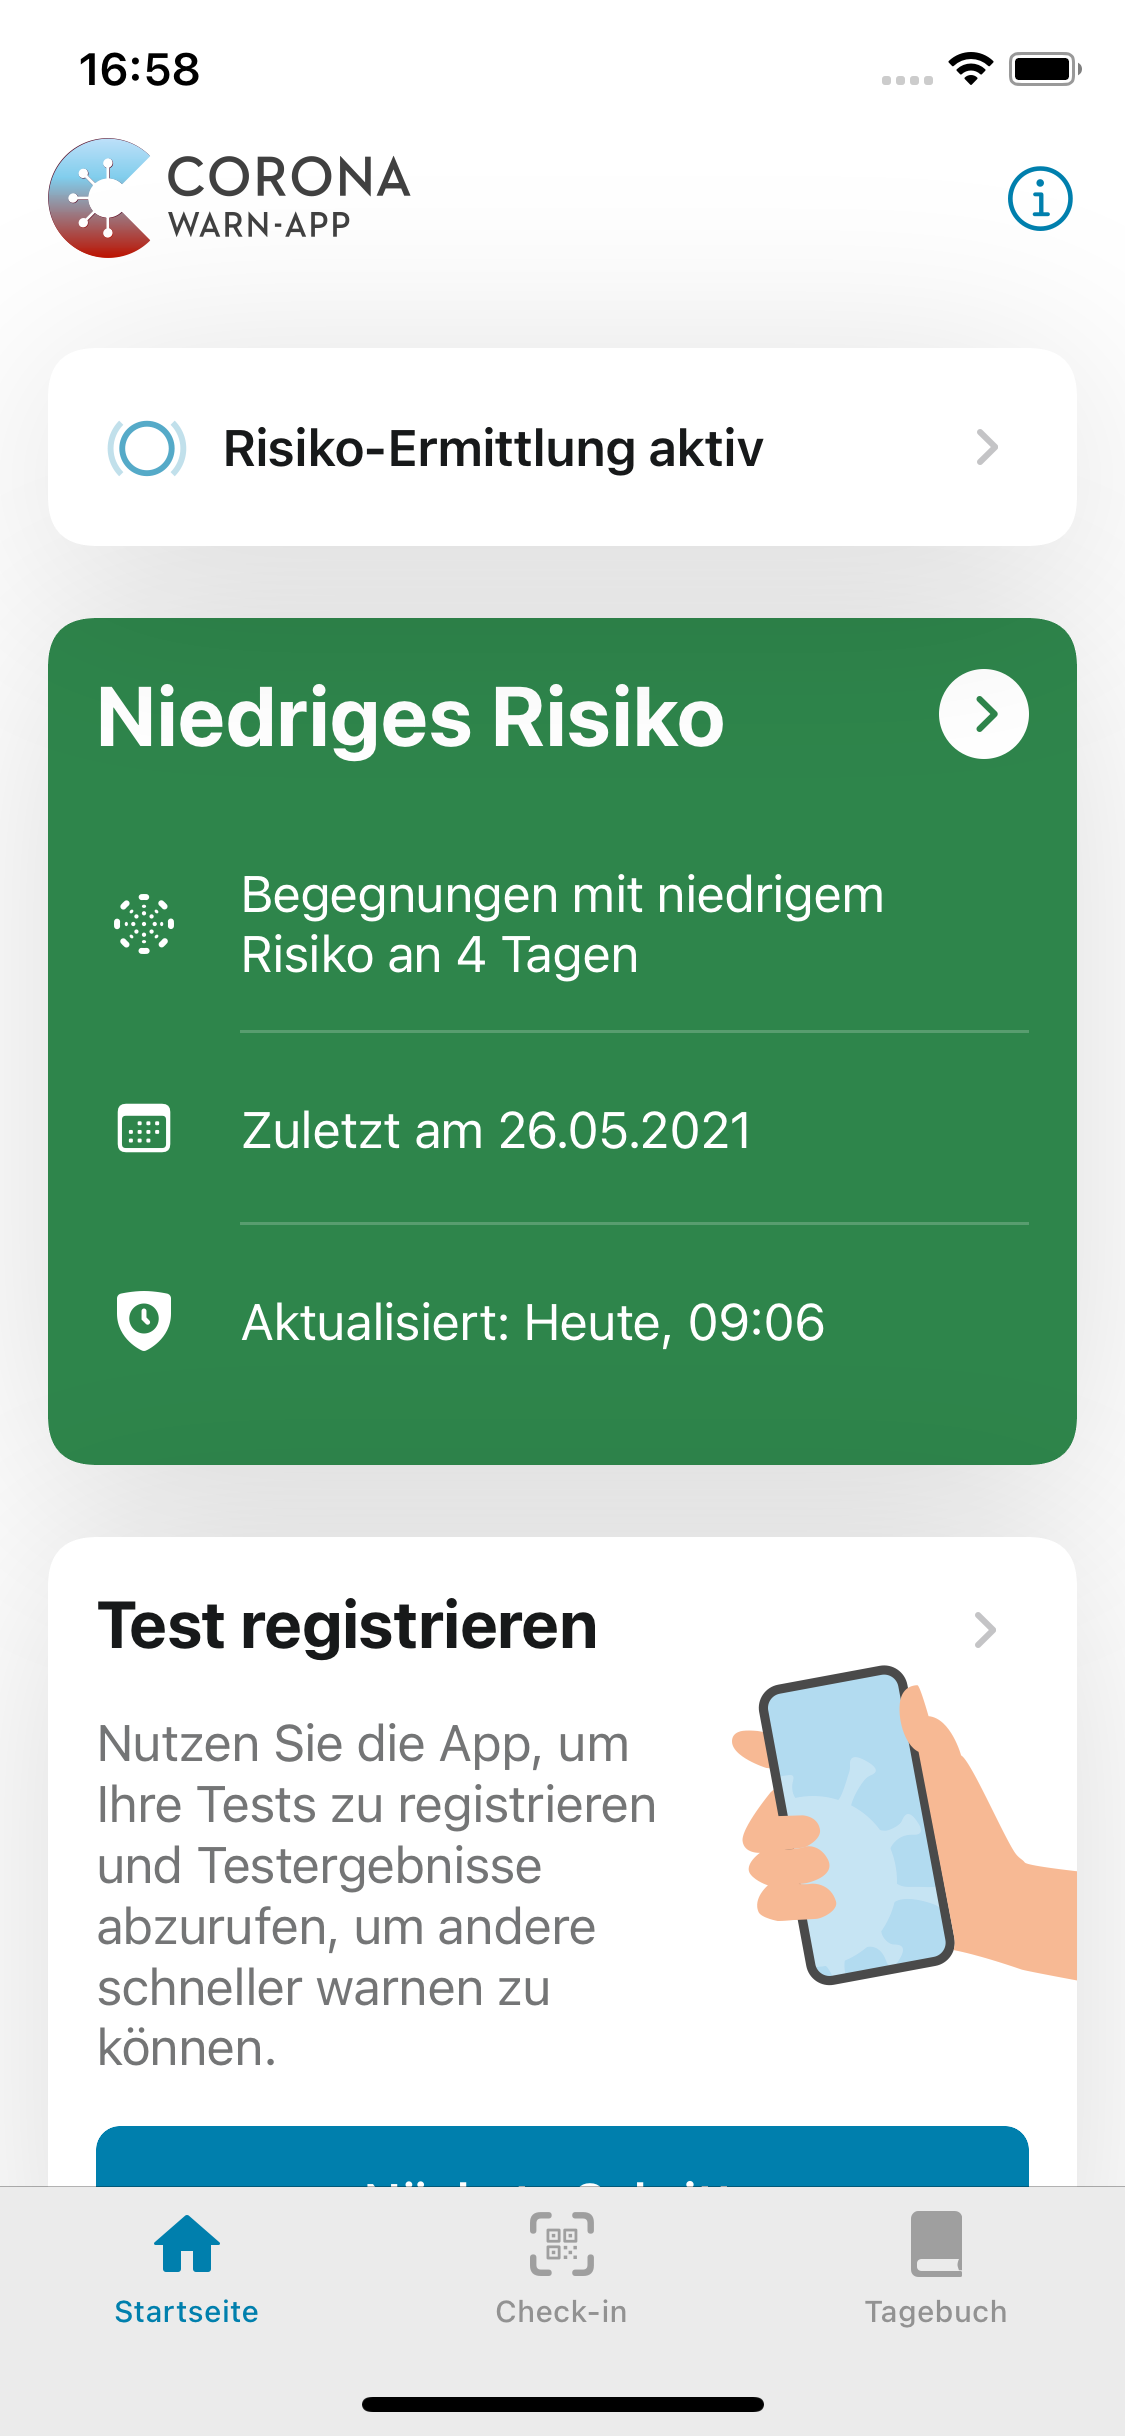 16:58
CORONA
WARN-APP
Risiko-Ermittlung aktiv
Niedriges Risiko
Begegnungen mit niedrigem
Risiko an 4 Tagen
Zuletzt am 26.05.2021
Aktualisiert: Heute, 09:06
Test registrieren
Nutzen Sie die App, um
Ihre Tests zu registrieren
und Testergebnisse
abzurufen, um andere
schneller warnen zu
können.
Startseite
Check-in
Tagebuch